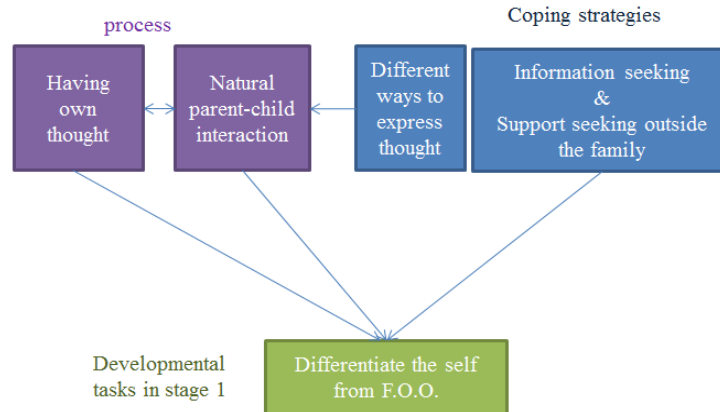 Coping strategies
process
Having
own
thought
Natural
parent-child
interaction
Different
ways to
express
thought
Information seeking
&
Support seeking outside
the family
Developmental
tasks in stage 1
Differentiate the self
from F.O.O.